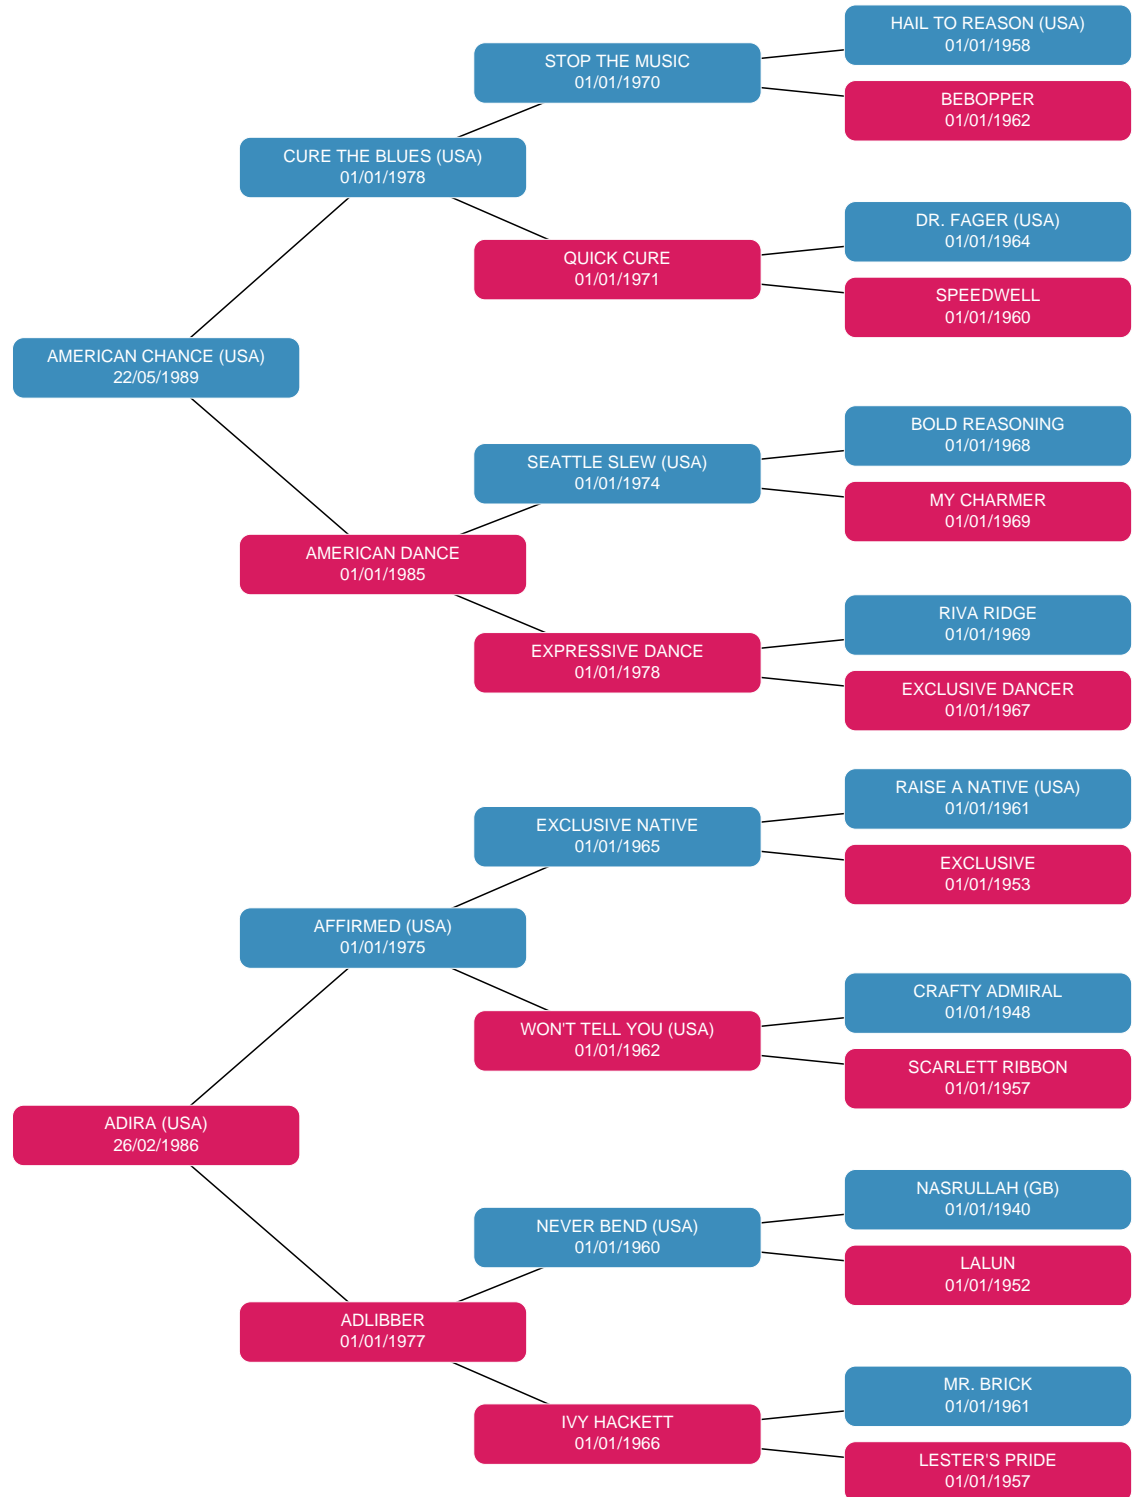 HAIL TO REASON (USA)
01/01/1958
STOP THE MUSIC
01/01/1970
BEBOPPER
01/01/1962
CURE THE BLUES (USA)
01/01/1978
DR. FAGER (USA)
01/01/1964
QUICK CURE
01/01/1971
SPEEDWELL
01/01/1960
AMERICAN CHANCE (USA)
22/05/1989
BOLD REASONING
01/01/1968
SEATTLE SLEW (USA)
01/01/1974
MY CHARMER
01/01/1969
AMERICAN DANCE
01/01/1985
RIVA RIDGE
01/01/1969
EXPRESSIVE DANCE
01/01/1978
EXCLUSIVE DANCER
01/01/1967
RAISE A NATIVE (USA)
01/01/1961
EXCLUSIVE NATIVE
01/01/1965
EXCLUSIVE
01/01/1953
AFFIRMED (USA)
01/01/1975
CRAFTY ADMIRAL
01/01/1948
WON'T TELL YOU (USA)
01/01/1962
SCARLETT RIBBON
01/01/1957
ADIRA (USA)
26/02/1986
NASRULLAH (GB)
01/01/1940
NEVER BEND (USA)
01/01/1960
LALUN
01/01/1952
ADLIBBER
01/01/1977
MR. BRICK
01/01/1961
IVY HACKETT
01/01/1966
LESTER'S PRIDE
01/01/1957